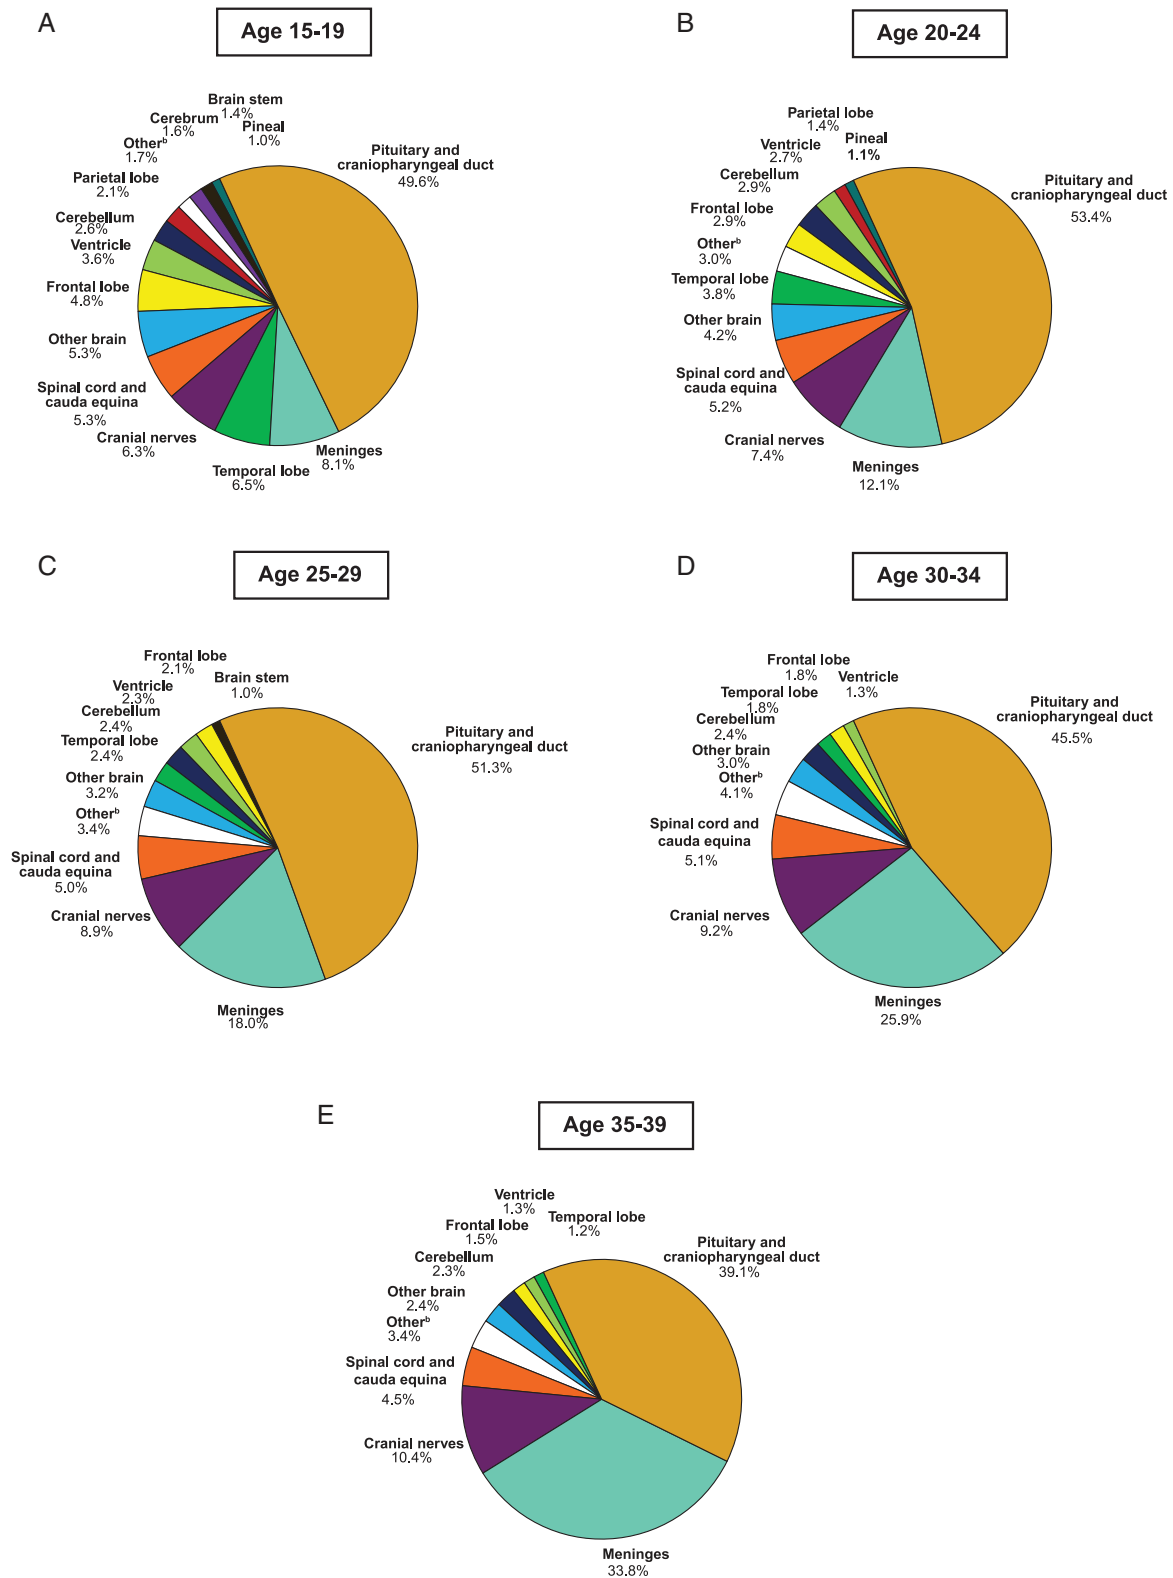 A
Age 15-19
Brain stem
1.4%
Cerebrum
1.6%
Pineal
1.0%
Other^b
1.7%
Parietal lobe
2.1%
Cerebellum
2.6%
Ventricle
3.6%
Frontal lobe
4.8%
Other brain
5.3%
Spinal cord and
cauda equina
5.3%
Cranial nerves
6.3%
Temporal lobe
6.5%
Meninges
8.1%
Pituitary and
craniopharyngeal duct
49.6%
B
Age 20-24
Parietal lobe
1.4%
Pineal
1.1%
Ventricle
2.7%
Cerebellum
2.9%
Frontal lobe
2.9%
Other^b
3.0%
Temporal lobe
3.8%
Other brain
4.2%
Spinal cord and
cauda equina
5.2%
Cranial nerves
7.4%
Meninges
12.1%
Pituitary and
craniopharyngeal duct
53.4%
C
Age 25-29
Frontal lobe
2.1%
Brain stem
1.0%
Ventricle
2.3%
Cerebellum
2.4%
Temporal lobe
2.4%
Other brain
3.2%
Other^b
3.4%
Spinal cord and
cauda equina
5.0%
Cranial nerves
8.9%
Meninges
18.0%
Pituitary and
craniopharyngeal duct
51.3%
D
Age 30-34
Frontal lobe
1.8%
Ventricle
1.3%
Temporal lobe
1.8%
Cerebellum
2.4%
Other brain
3.0%
Other^b
4.1%
Spinal cord and
cauda equina
5.1%
Cranial nerves
9.2%
Meninges
25.9%
Pituitary and
craniopharyngeal duct
45.5%
E
Age 35-39
Ventricle
1.3%
Temporal lobe
1.2%
Frontal lobe
1.5%
Cerebellum
2.3%
Other brain
2.4%
Other^b
3.4%
Spinal cord and
cauda equina
4.5%
Cranial nerves
10.4%
Meninges
33.8%
Pituitary and
craniopharyngeal duct
39.1%